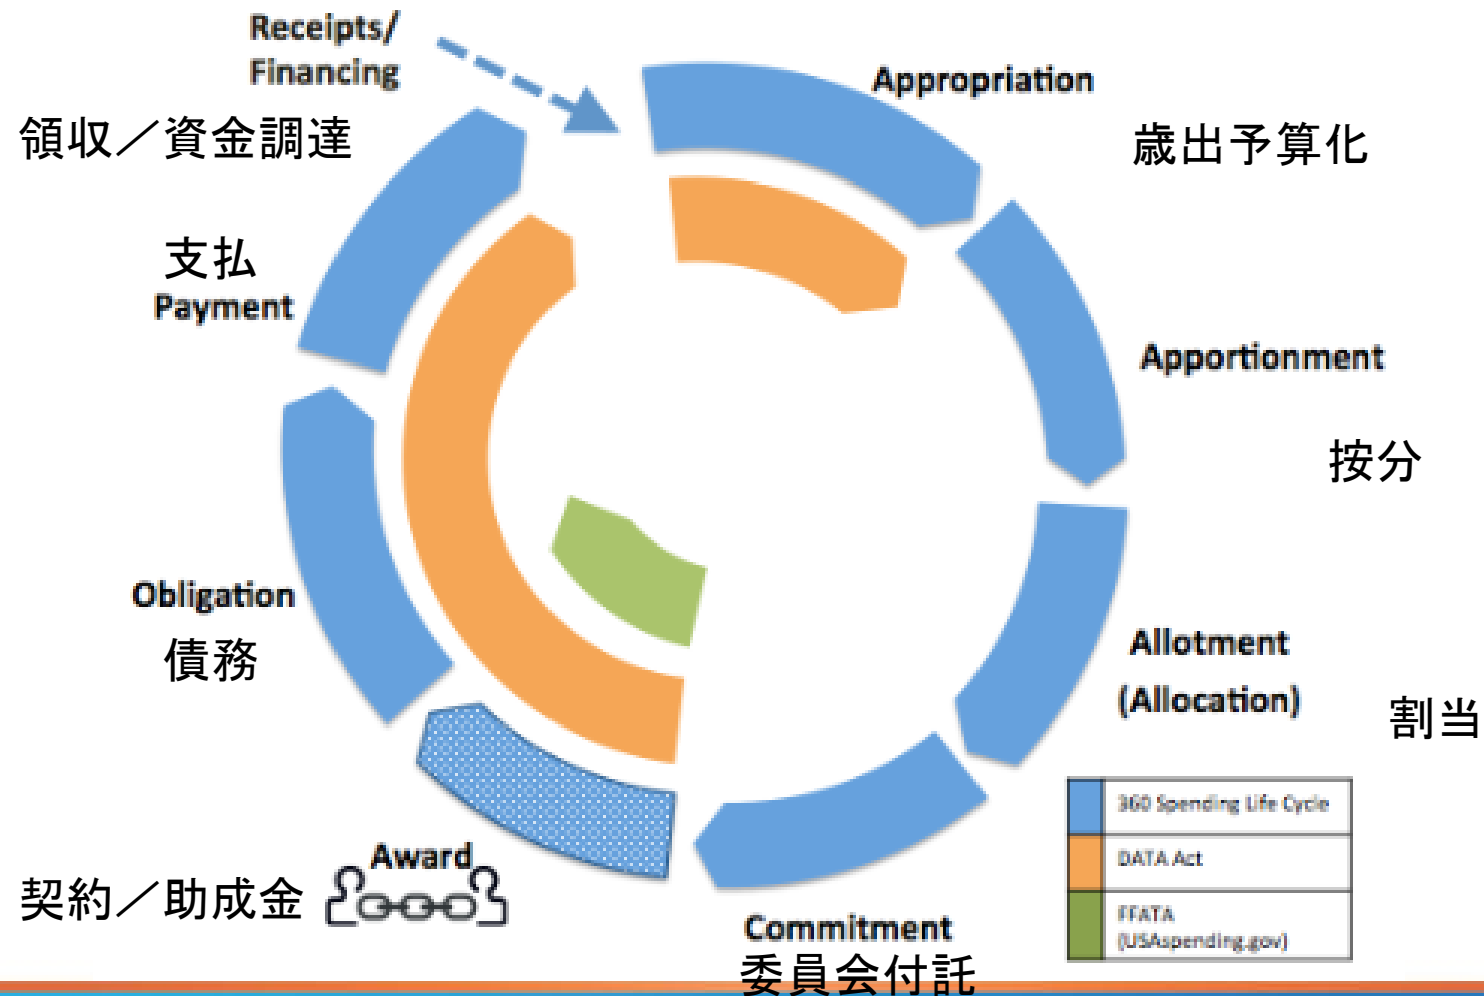 Receipts/
Financing
領収／資金調達
Appropriation
歳出予算化
支払
Payment
Apportionment
按分
Obligation
債務
Allotment
(Allocation)
割当
Award
契約／助成金
Commitment
委員会付託
360 Spending Life Cycle
DATA Act
FFATA
(USAspending.gov)